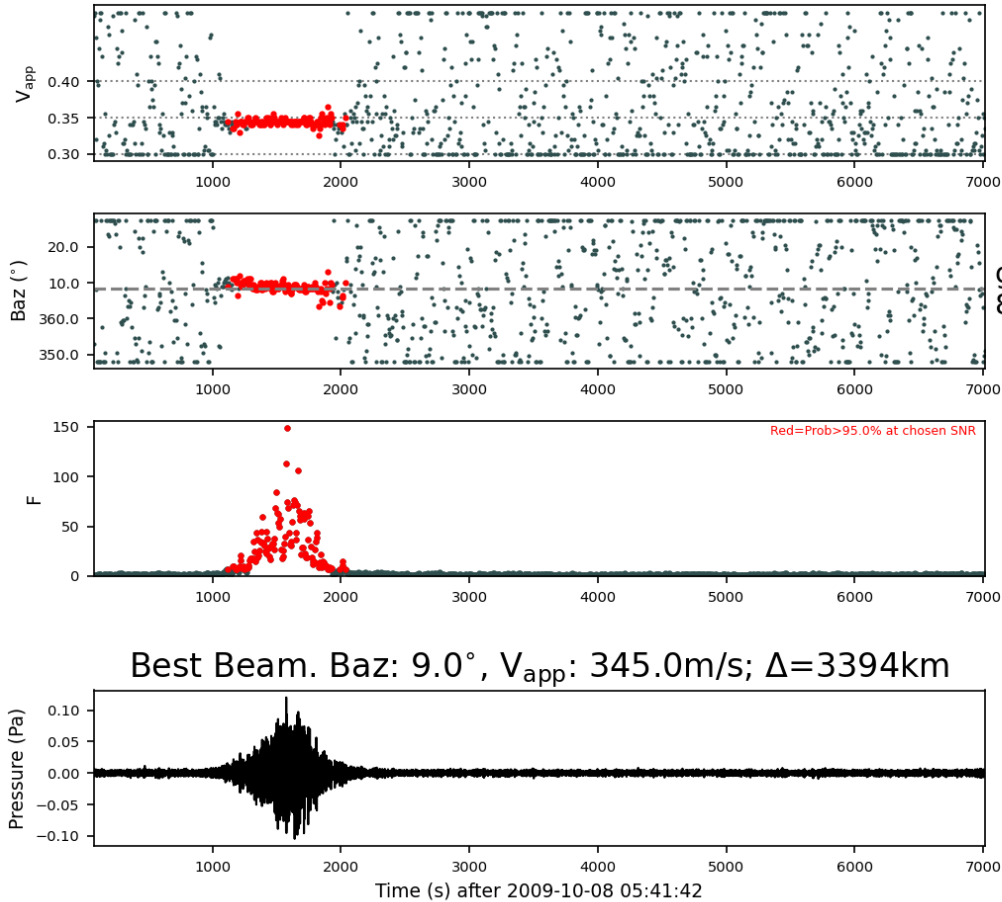 V_app
0.40
0.35
0.30
1000 2000 3000 4000 5000 6000 7000
Baz (°)
20.0
10.0
360.0
350.0
1000 2000 3000 4000 5000 6000 7000
F
150
100
50
0
Red=Prob>95.0% at chosen SNR
1000 2000 3000 4000 5000 6000 7000
Best Beam. Baz: 9.0°, V_app: 345.0m/s; Δ=3394km
Pressure (Pa)
0.10
0.05
0.00
−0.05
−0.10
1000 2000 3000 4000 5000 6000 7000
Time (s) after 2009-10-08 05:41:42